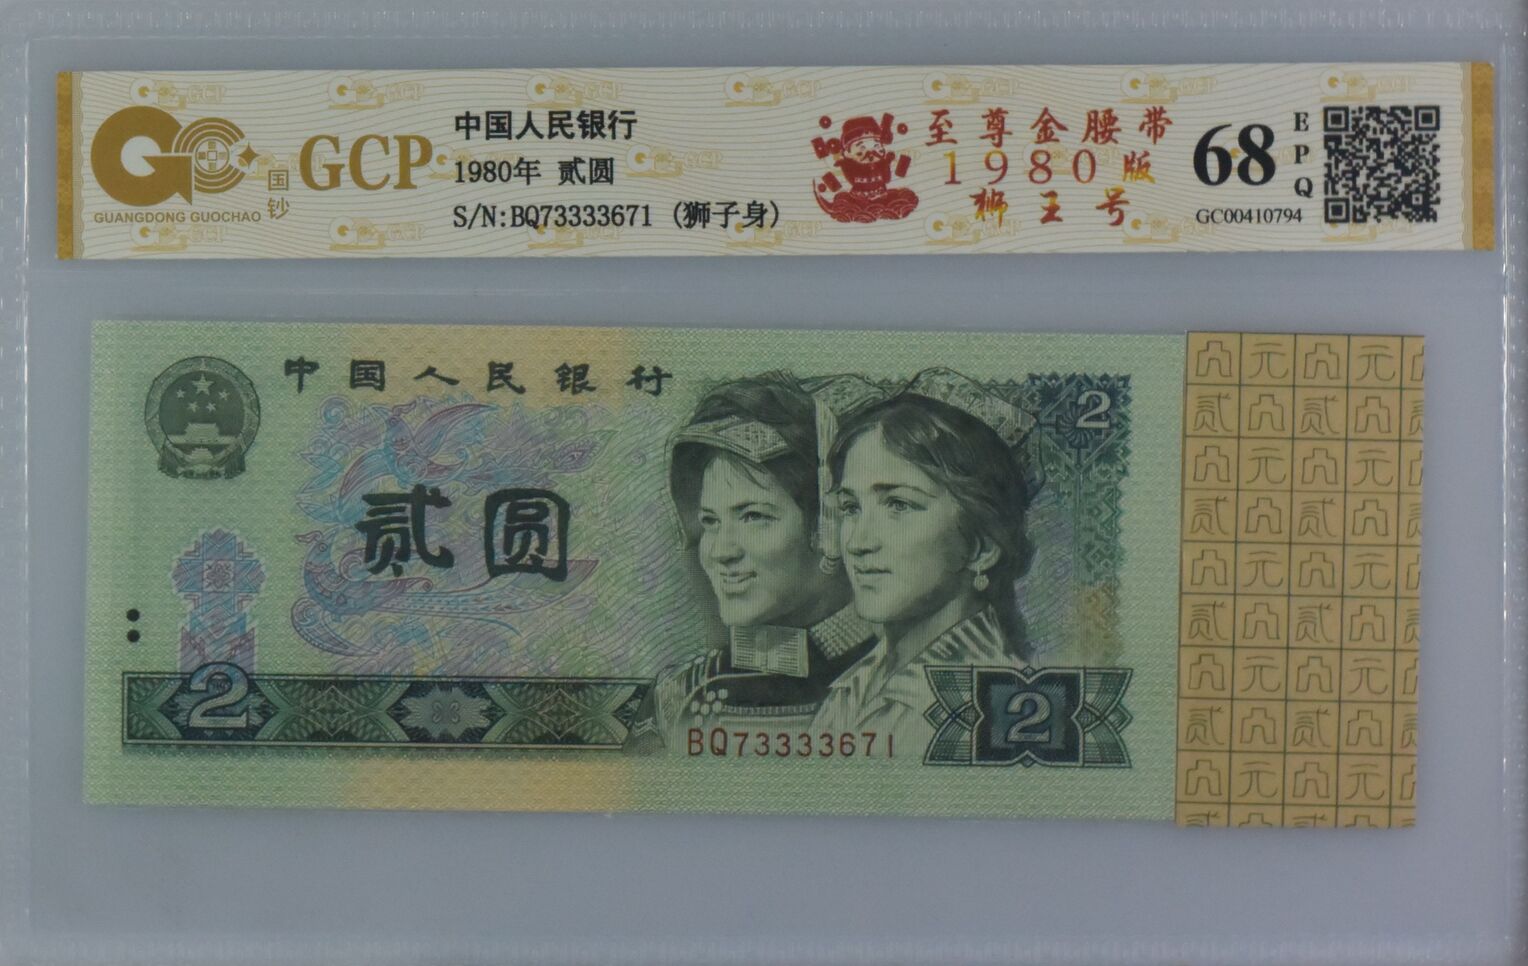 GUANGDONG GUOCHAO
国钞
GCP
中国人民银行
1980年 贰圆
S/N:BQ73333671 (狮子身)
至尊金腰带
1980版
狮王号
68
EPQ
GC00410794
中国人民银行
2
贰圆
2
BQ73333671
2